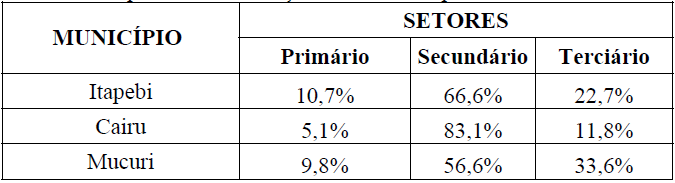 MUNICÍPIO SETORES
Primário Secundário Terciário
Itapebi 10,7% 66,6% 22,7%
Cairu 5,1% 83,1% 11,8%
Mucuri 9,8% 56,6% 33,6%